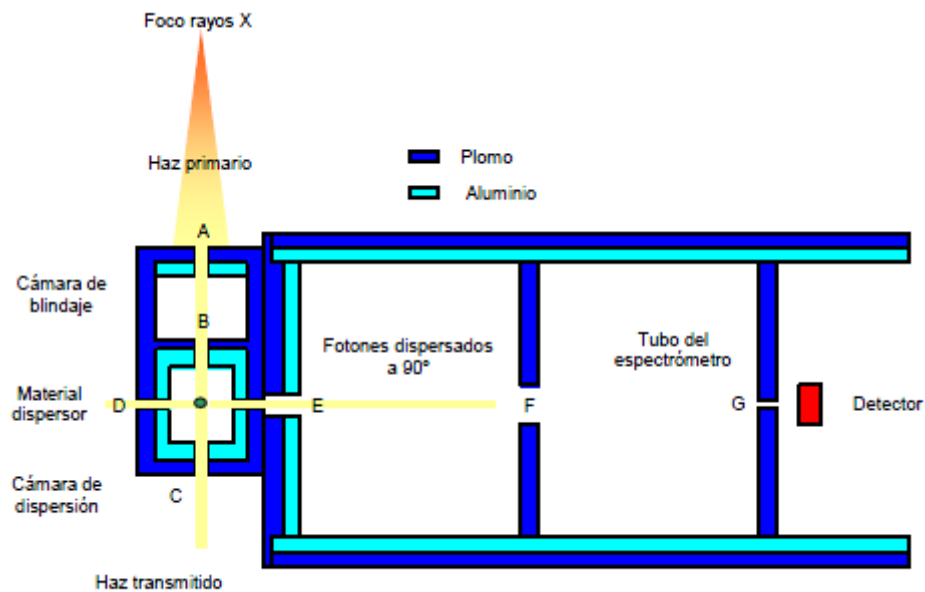 Foco rayos X
Haz primario
Plomo
Aluminio
A
Cámara de
blindaje
B
Fotones dispersados
a 90º
Tubo del
espectrómetro
Material
dispersor
D
E
F
G
Detector
Cámara de
dispersión
C
Haz transmitido